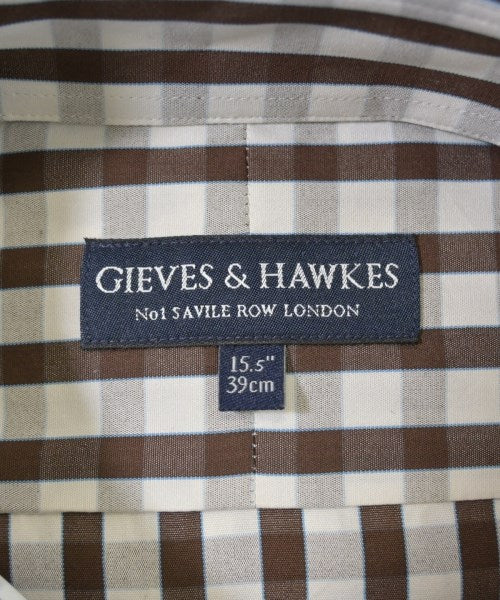 GIEVES & HAWKES
No1 SAVILE ROW LONDON
15.5"
39cm